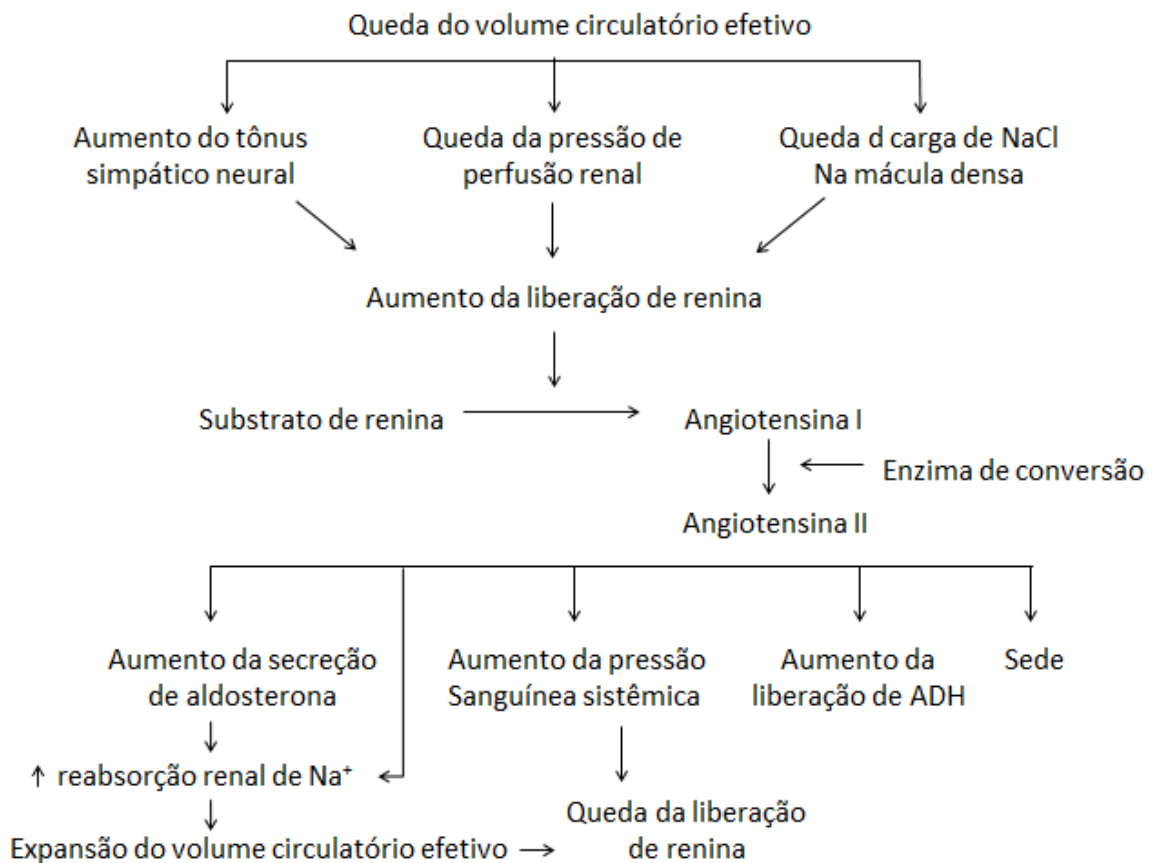 Queda do volume circulatório efetivo
Aumento do tônus
simpático neural
Queda da pressão de
perfusão renal
Queda d carga de NaCl
Na mácula densa
Aumento da liberação de renina
Substrato de renina
Angiotensina I
Enzima de conversão
Angiotensina II
Aumento da secreção
de aldosterona
Aumento da pressão
Sanguínea sistêmica
Aumento da
liberação de ADH
Sede
↑ reabsorção renal de Na⁺
Queda da liberação
de renina
Expansão do volume circulatório efetivo